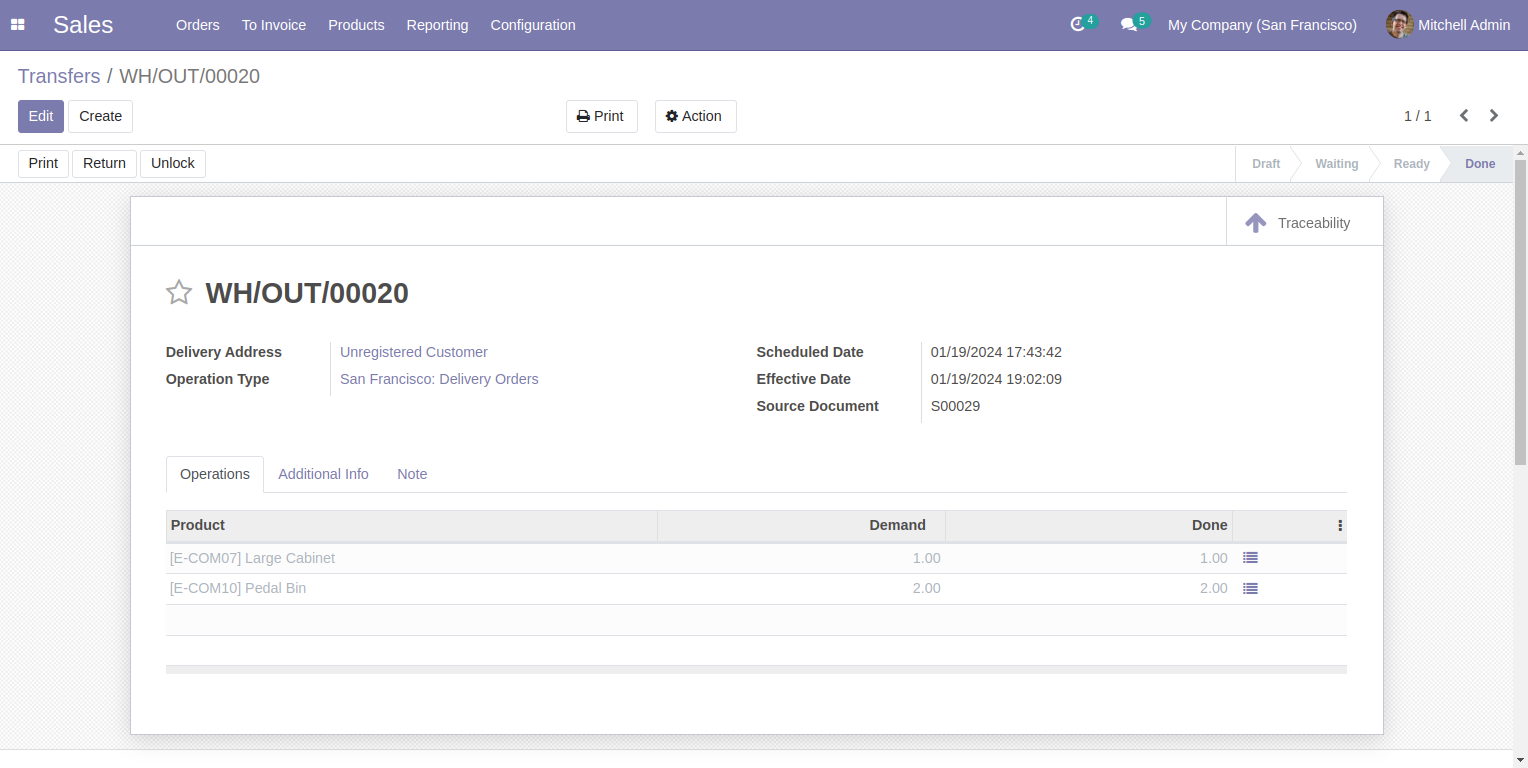 Sales Orders To Invoice Products Reporting Configuration 4 5 My Company (San Francisco) Mitchell Admin
Transfers / WH/OUT/00020
Edit Create Print Action 1 / 1
Print Return Unlock Draft Waiting Ready Done
Traceability
WH/OUT/00020
Delivery Address Unregistered Customer Scheduled Date 01/19/2024 17:43:42
Operation Type San Francisco: Delivery Orders Effective Date 01/19/2024 19:02:09
Source Document S00029
Operations Additional Info Note
Product Demand Done
[E-COM07] Large Cabinet 1.00 1.00
[E-COM10] Pedal Bin 2.00 2.00